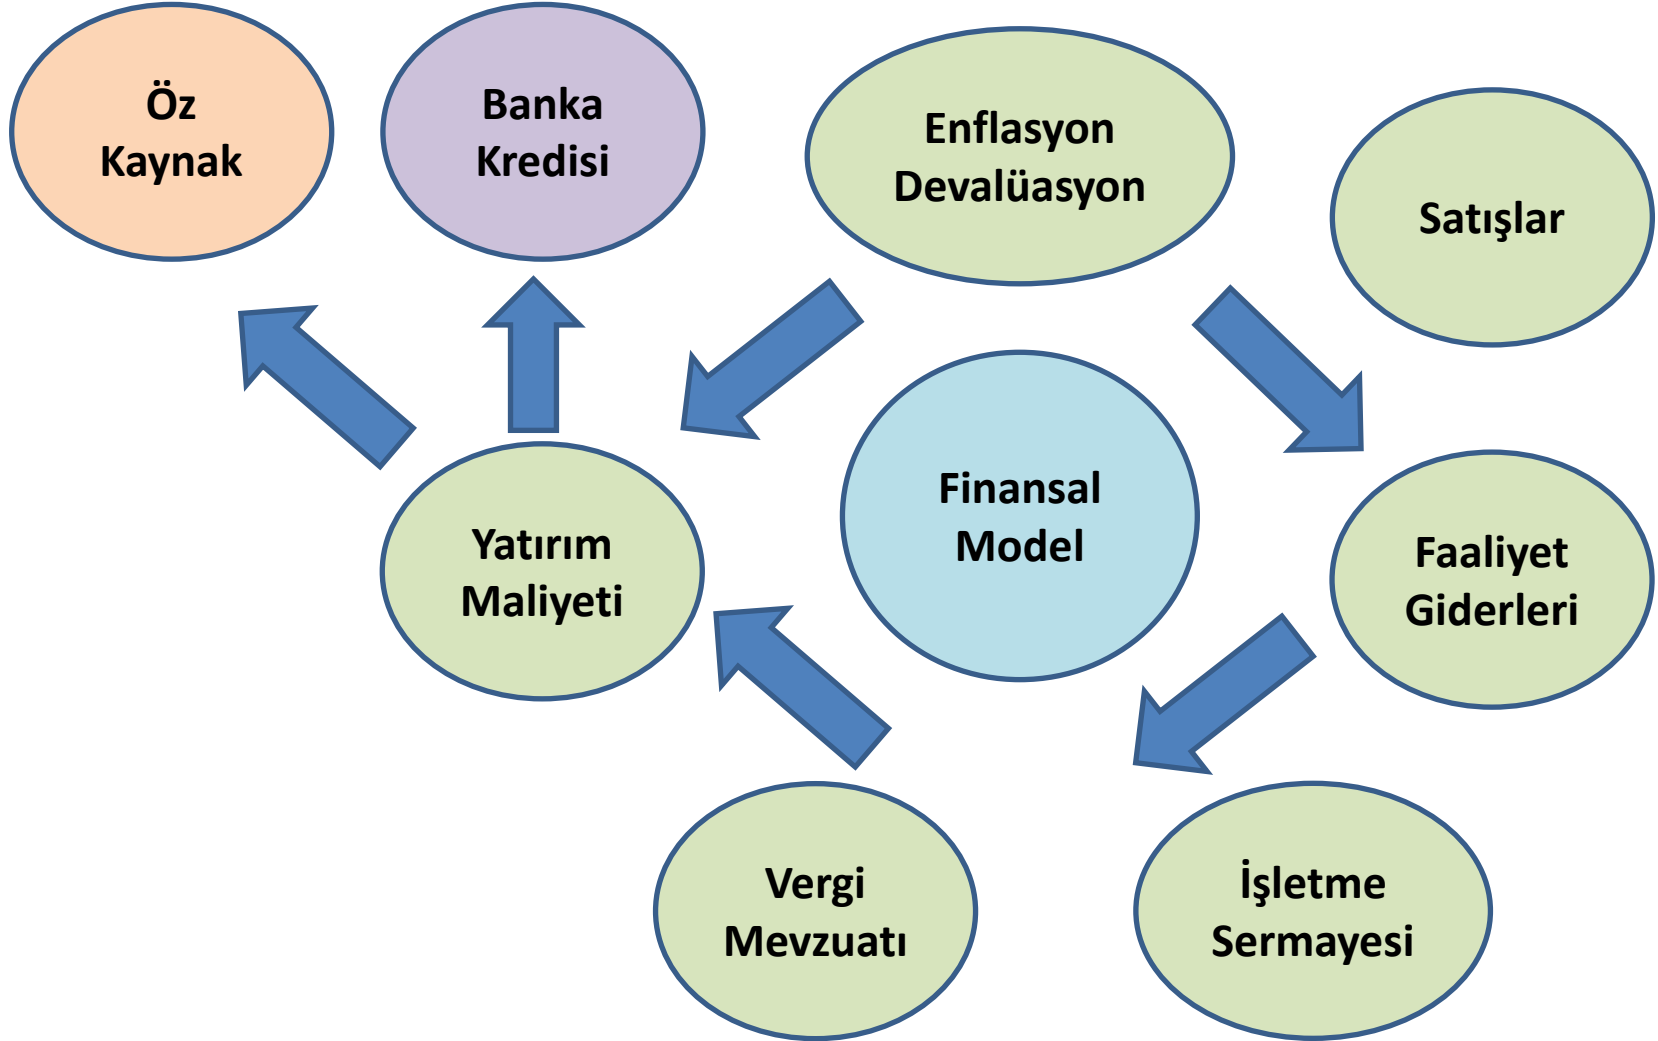 Öz
Kaynak
Banka
Kredisi
Enflasyon
Devalüasyon
Satışlar
Finansal
Model
Yatırım
Maliyeti
Faaliyet
Giderleri
Vergi
Mevzuatı
İşletme
Sermayesi